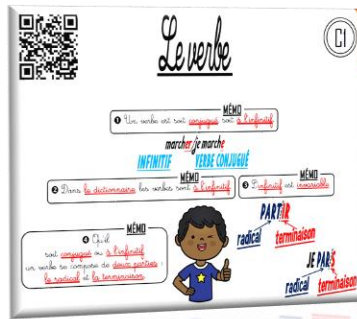 Le verbe
C1
MÉMO
❶ Un verbe est soit conjugué soit à l'infinitif
marcher/je marche
INFINITIF VERBE CONJUGUÉ
MÉMO
❷ Dans le dictionnaire les verbes sont à l'infinitif
MÉMO
❸ L'infinitif est invariable
MÉMO
❹ Qu'il
soit conjugué ou à l'infinitif
un verbe se compose de deux parties :
le radical et la terminaison
PARTIR
radical terminaison
JE PARS
radical terminaison